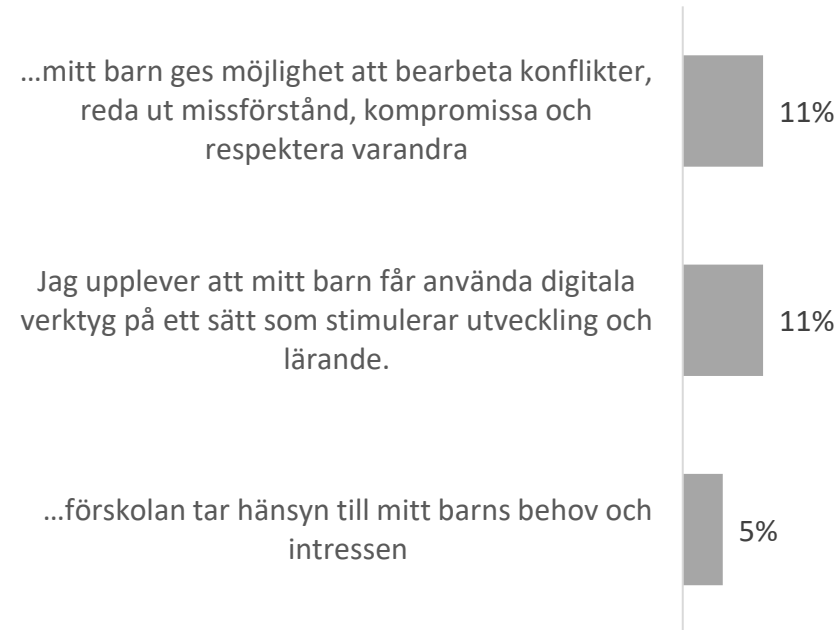 ...mitt barn ges möjlighet att bearbeta konflikter,
reda ut missförstånd, kompromissa och
respektera varandra
11%
Jag upplever att mitt barn får använda digitala
verktyg på ett sätt som stimulerar utveckling och
lärande.
11%
...förskolan tar hänsyn till mitt barns behov och
intressen
5%